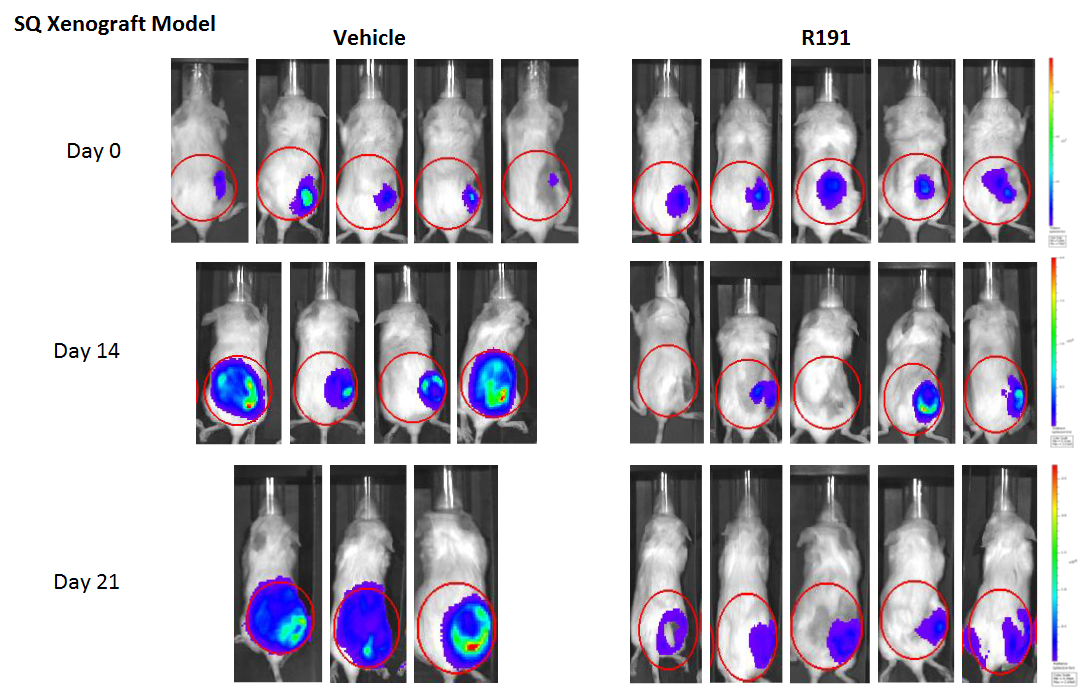 SQ Xenograft Model
Vehicle
R191
Day 0
Day 14
Day 21